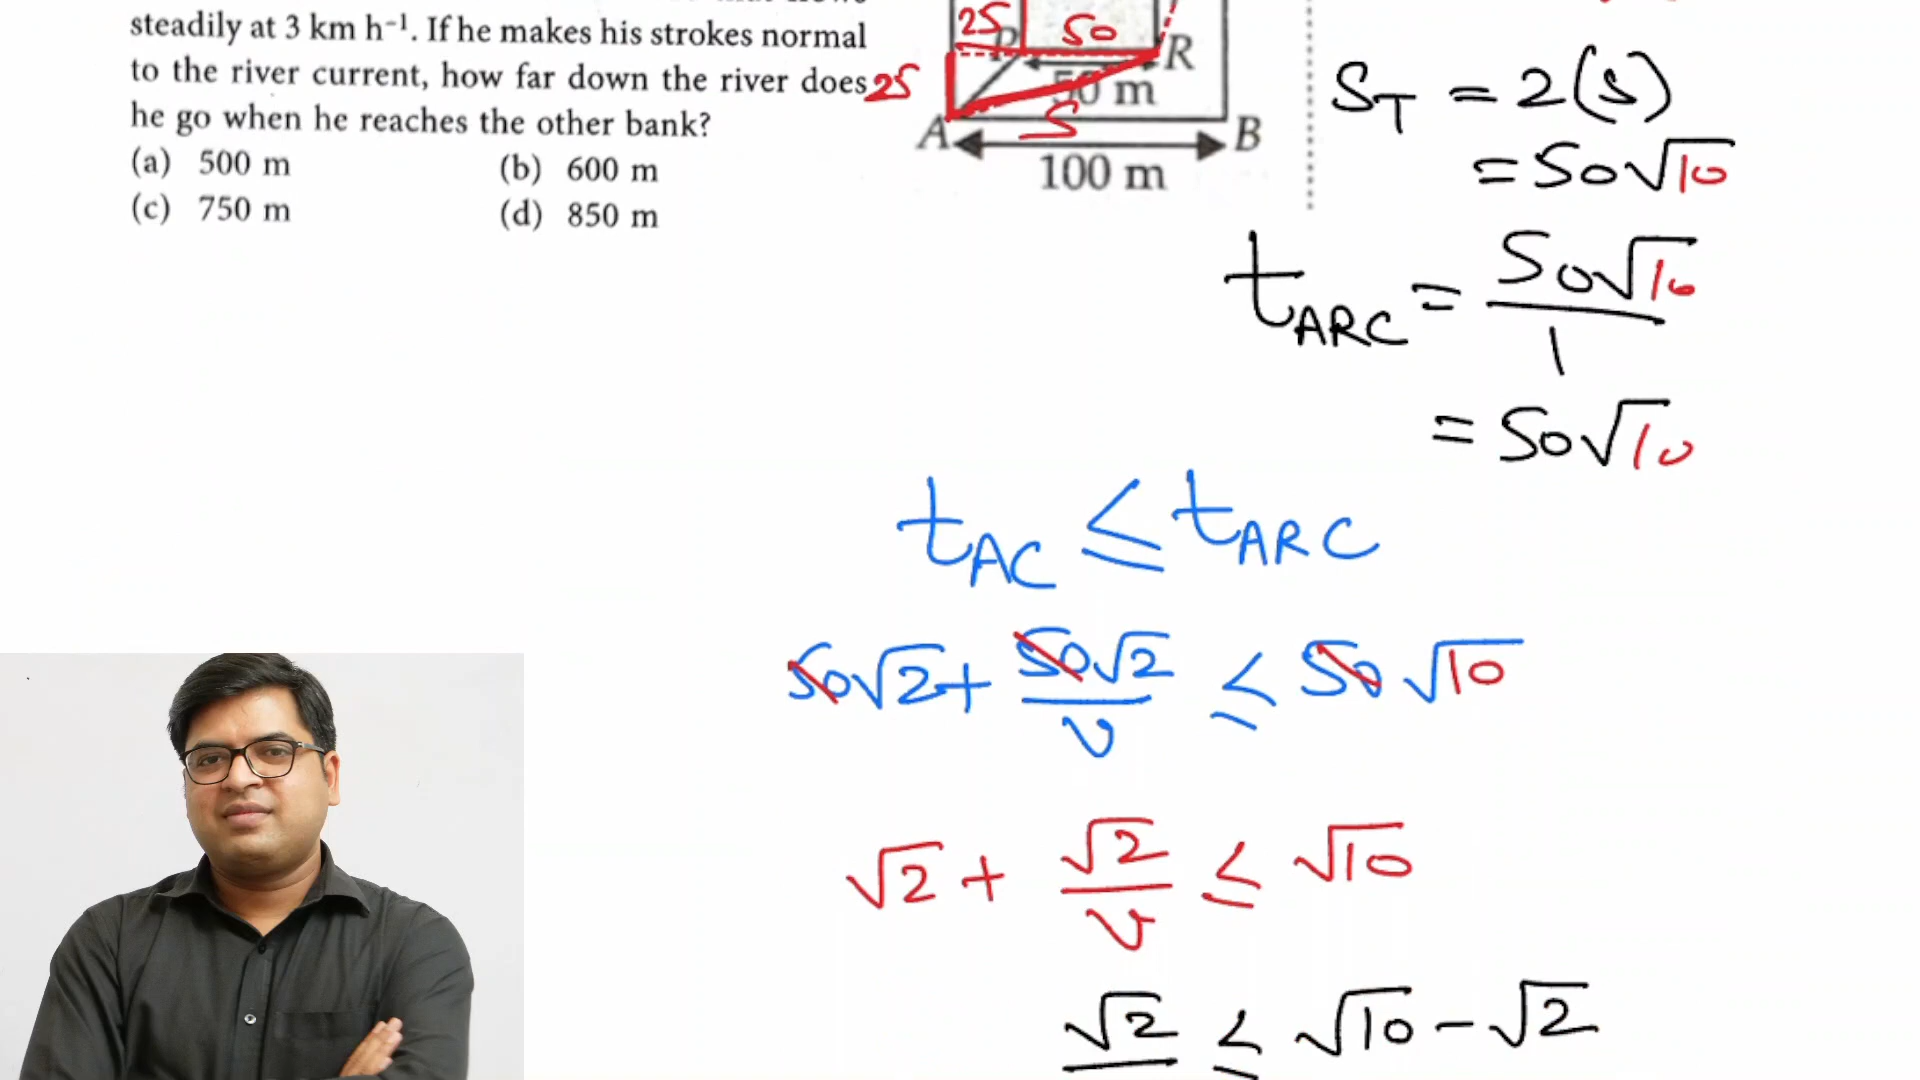 steadily at 3 km h⁻¹. If he makes his strokes normal
to the river current, how far down the river does
he go when he reaches the other bank?
(a) 500 m (b) 600 m
(c) 750 m (d) 850 m
25 50
P R
25 50 m
S
A B
100 m
S_T = 2(S)
= 50√10
t_ARC = 50√10 / 1
= 50√10
t_AC ≤ t_ARC
50√2 + 50√2/v ≤ 50√10
√2 + √2/v ≤ √10
√2 ≤ √10 - √2